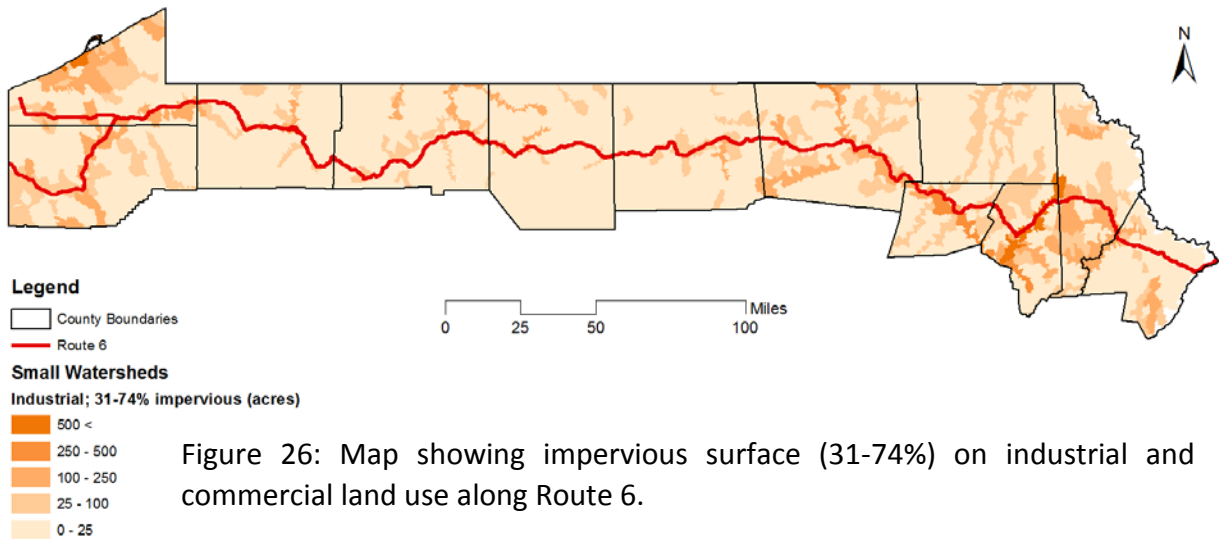 N
Legend
County Boundaries
Route 6
Small Watersheds
Industrial; 31-74% impervious (acres)
500 <
250 - 500
100 - 250
25 - 100
0 - 25
Miles
0 25 50 100
Figure 26: Map showing impervious surface (31-74%) on industrial and
commercial land use along Route 6.